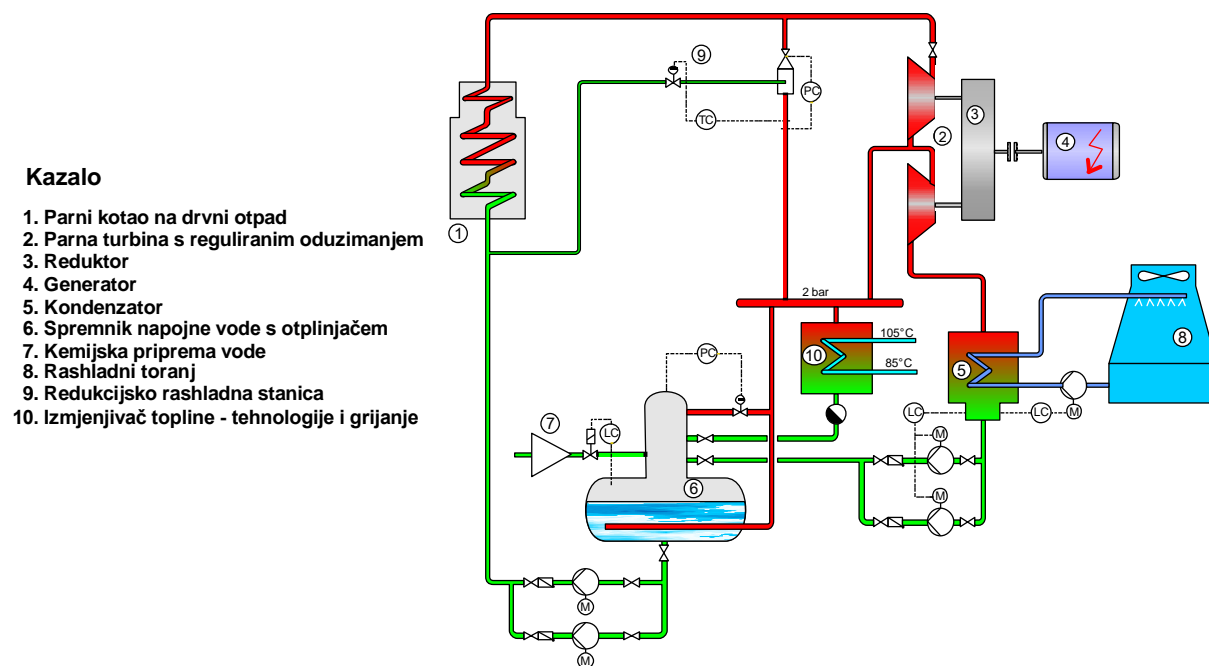 Kazalo
1. Parni kotao na drvni otpad
2. Parna turbina s reguliranim oduzimanjem
3. Reduktor
4. Generator
5. Kondenzator
6. Spremnik napojne vode s otplinjačem
7. Kemijska priprema vode
8. Rashladni toranj
9. Redukcijsko rashladna stanica
10. Izmjenjivač topline - tehnologije i grijanje
9
PC
TC
3
2
4
1
2 bar
105°C
85°C
10
5
8
PC
LC
LC
M
7
LC
M
6
M
M
M